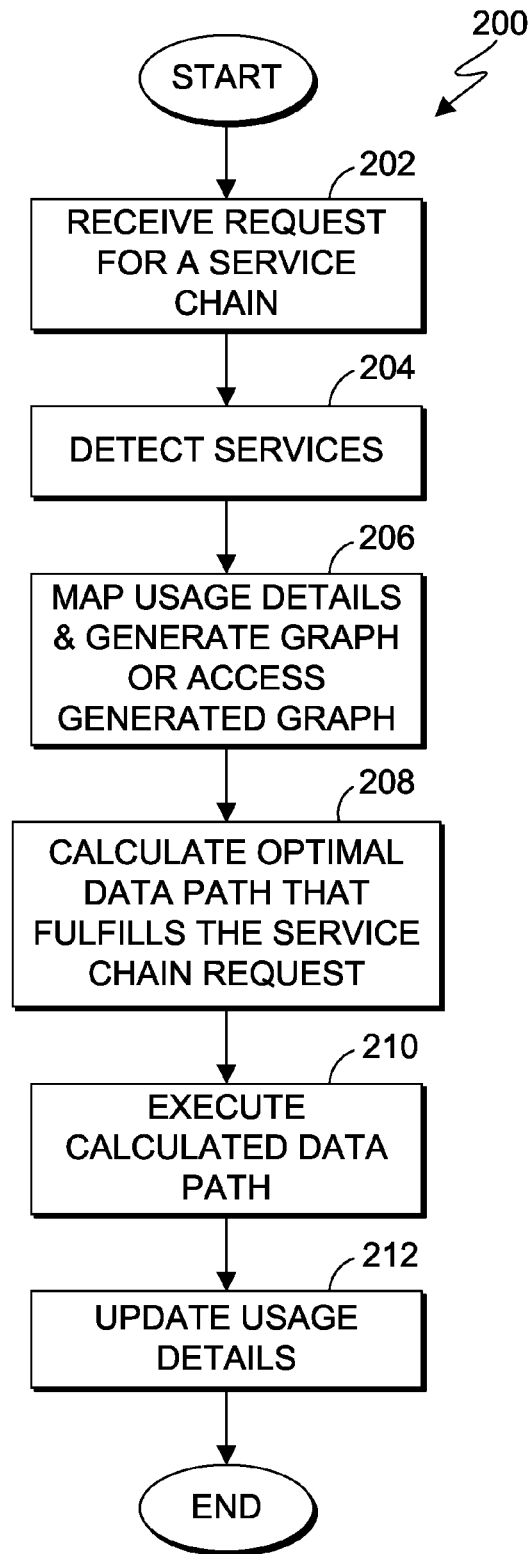 200
START
202
RECEIVE REQUEST
FOR A SERVICE
CHAIN
204
DETECT SERVICES
206
MAP USAGE DETAILS
& GENERATE GRAPH
OR ACCESS
GENERATED GRAPH
208
CALCULATE OPTIMAL
DATA PATH THAT
FULFILLS THE SERVICE
CHAIN REQUEST
210
EXECUTE
CALCULATED DATA
PATH
212
UPDATE USAGE
DETAILS
END